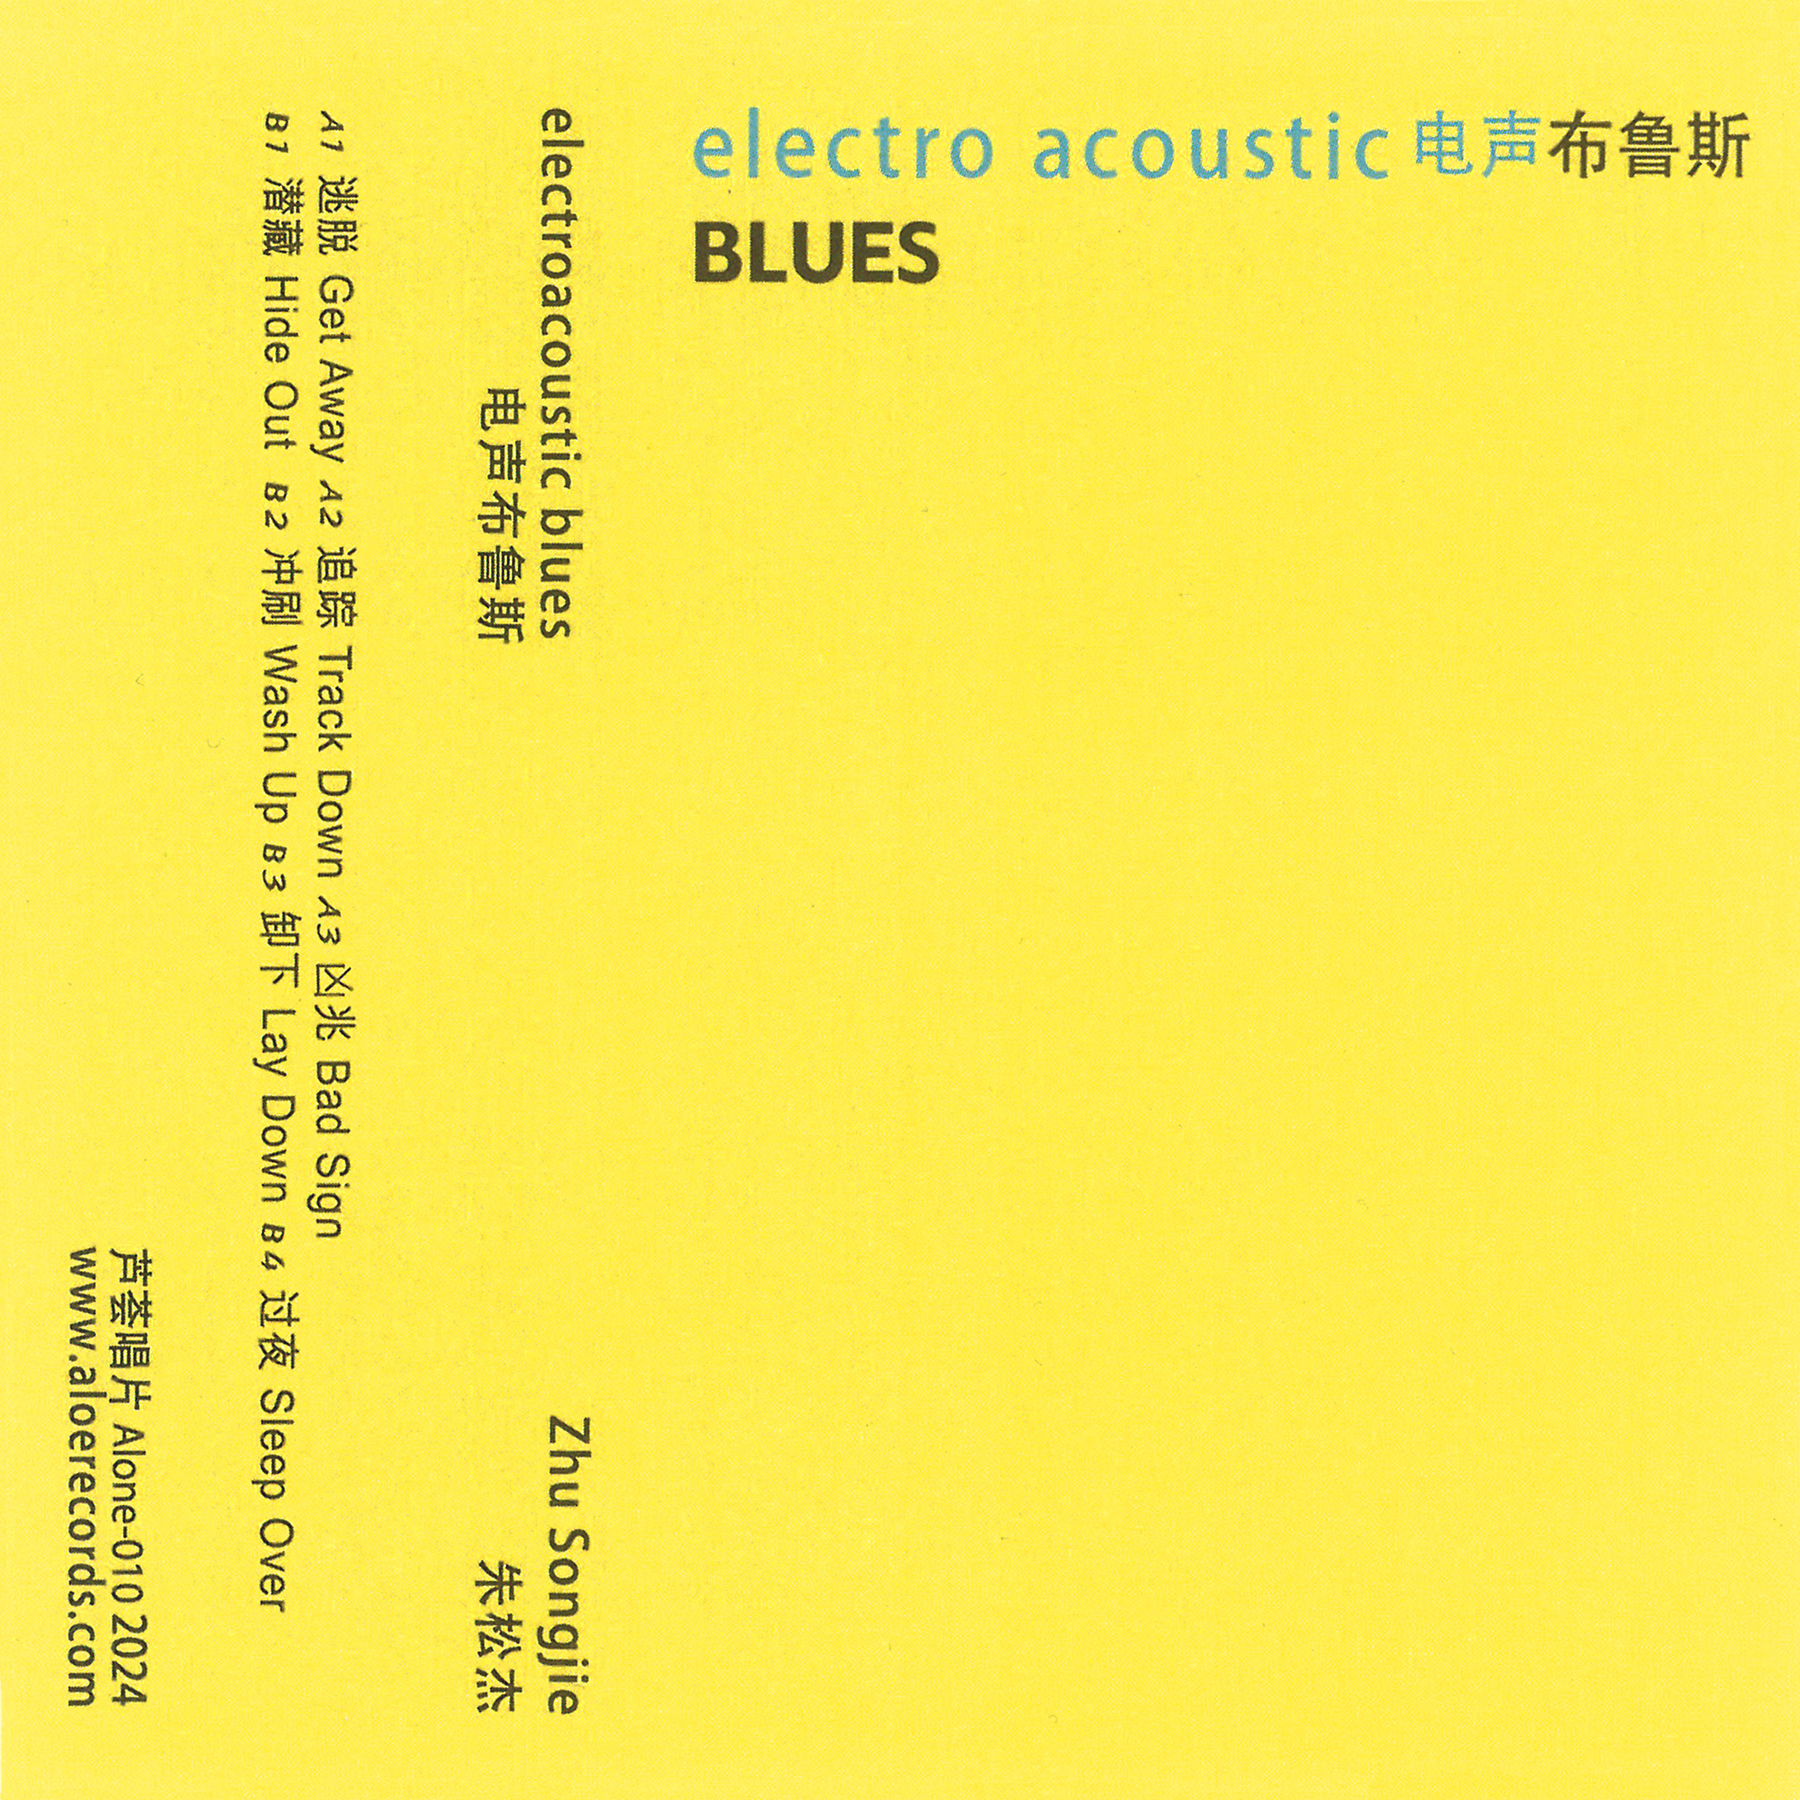 electro acoustic 电声布鲁斯
BLUES
electroacoustic blues
电声布鲁斯
Zhu Songjie
朱松杰
A1 逃脱 Get Away A2 追踪 Track Down A3 凶兆 Bad Sign
B1 潜藏 Hide Out B2 冲刷 Wash Up B3 卸下 Lay Down B4 过夜 Sleep Over
芦荟唱片 Alone-010 2024
www.aloerecords.com